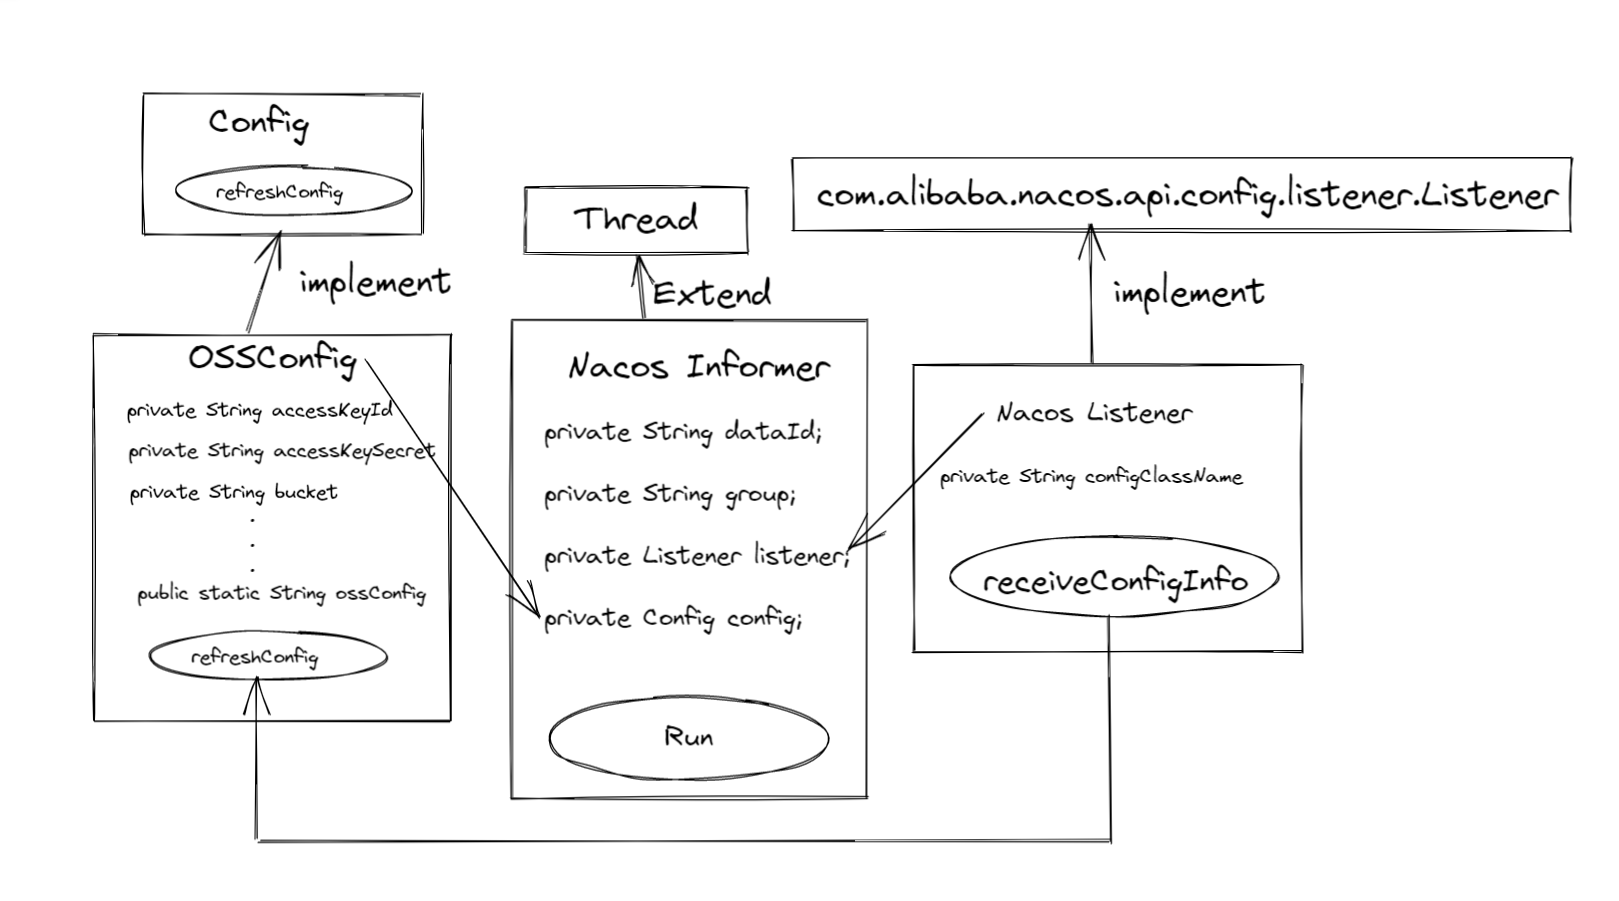 Config
refreshConfig
implement
OSSConfig
private String accessKeyId
private String accessKeySecret
private String bucket
.
.
.
public static String ossConfig
refreshConfig
Thread
Extend
Nacos Informer
private String dataId;
private String group;
private Listener listener;
private Config config;
Run
com.alibaba.nacos.api.config.listener.Listener
implement
Nacos Listener
private String configClassName
receiveConfigInfo